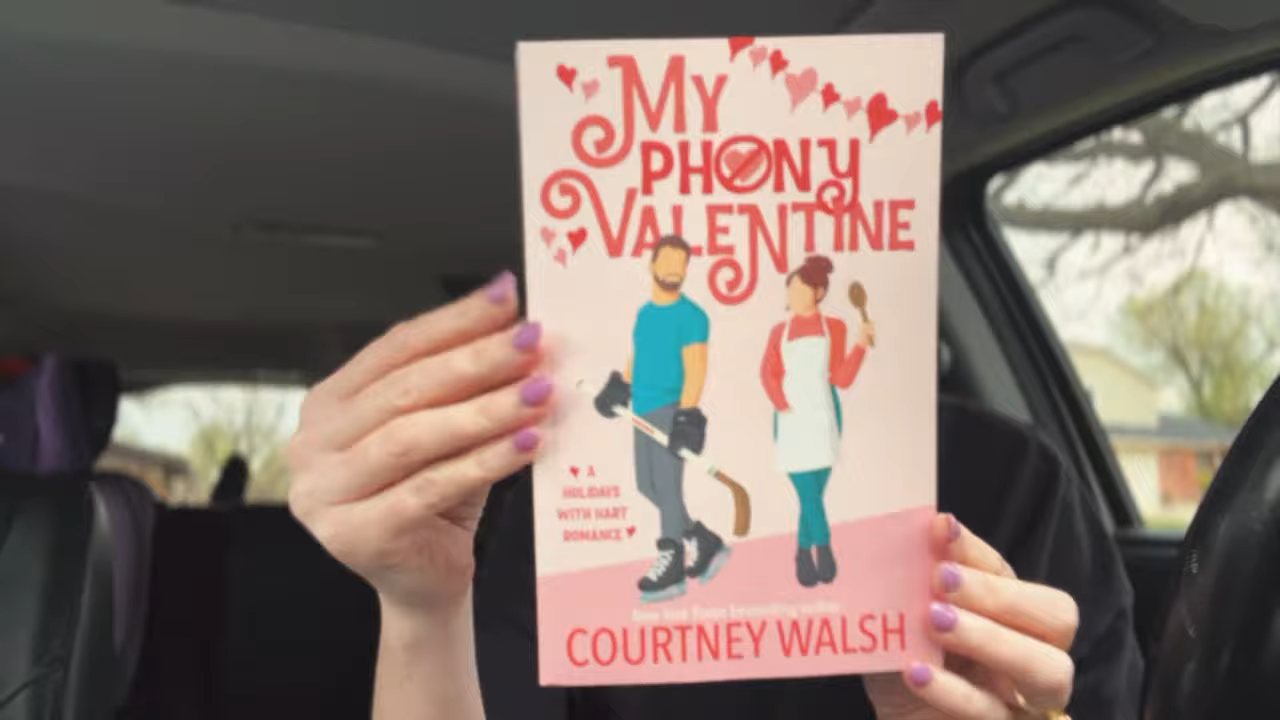 My
PHONY
VALENTINE
A
HOLIDAYS
WITH HART
ROMANCE
New York Times bestselling author
COURTNEY WALSH